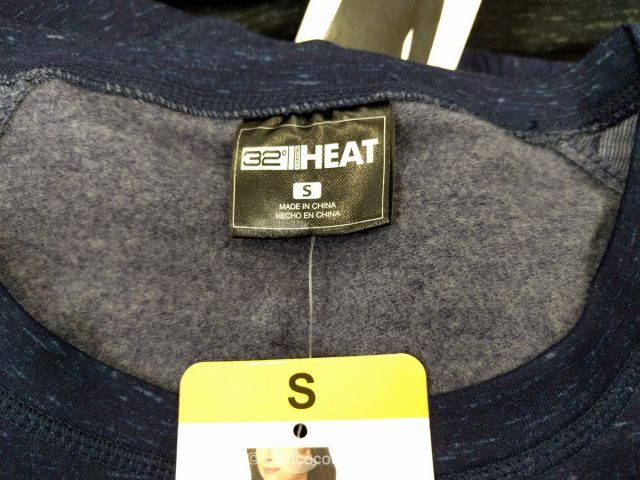 32° HEAT
S
MADE IN CHINA
HECHO EN CHINA
S